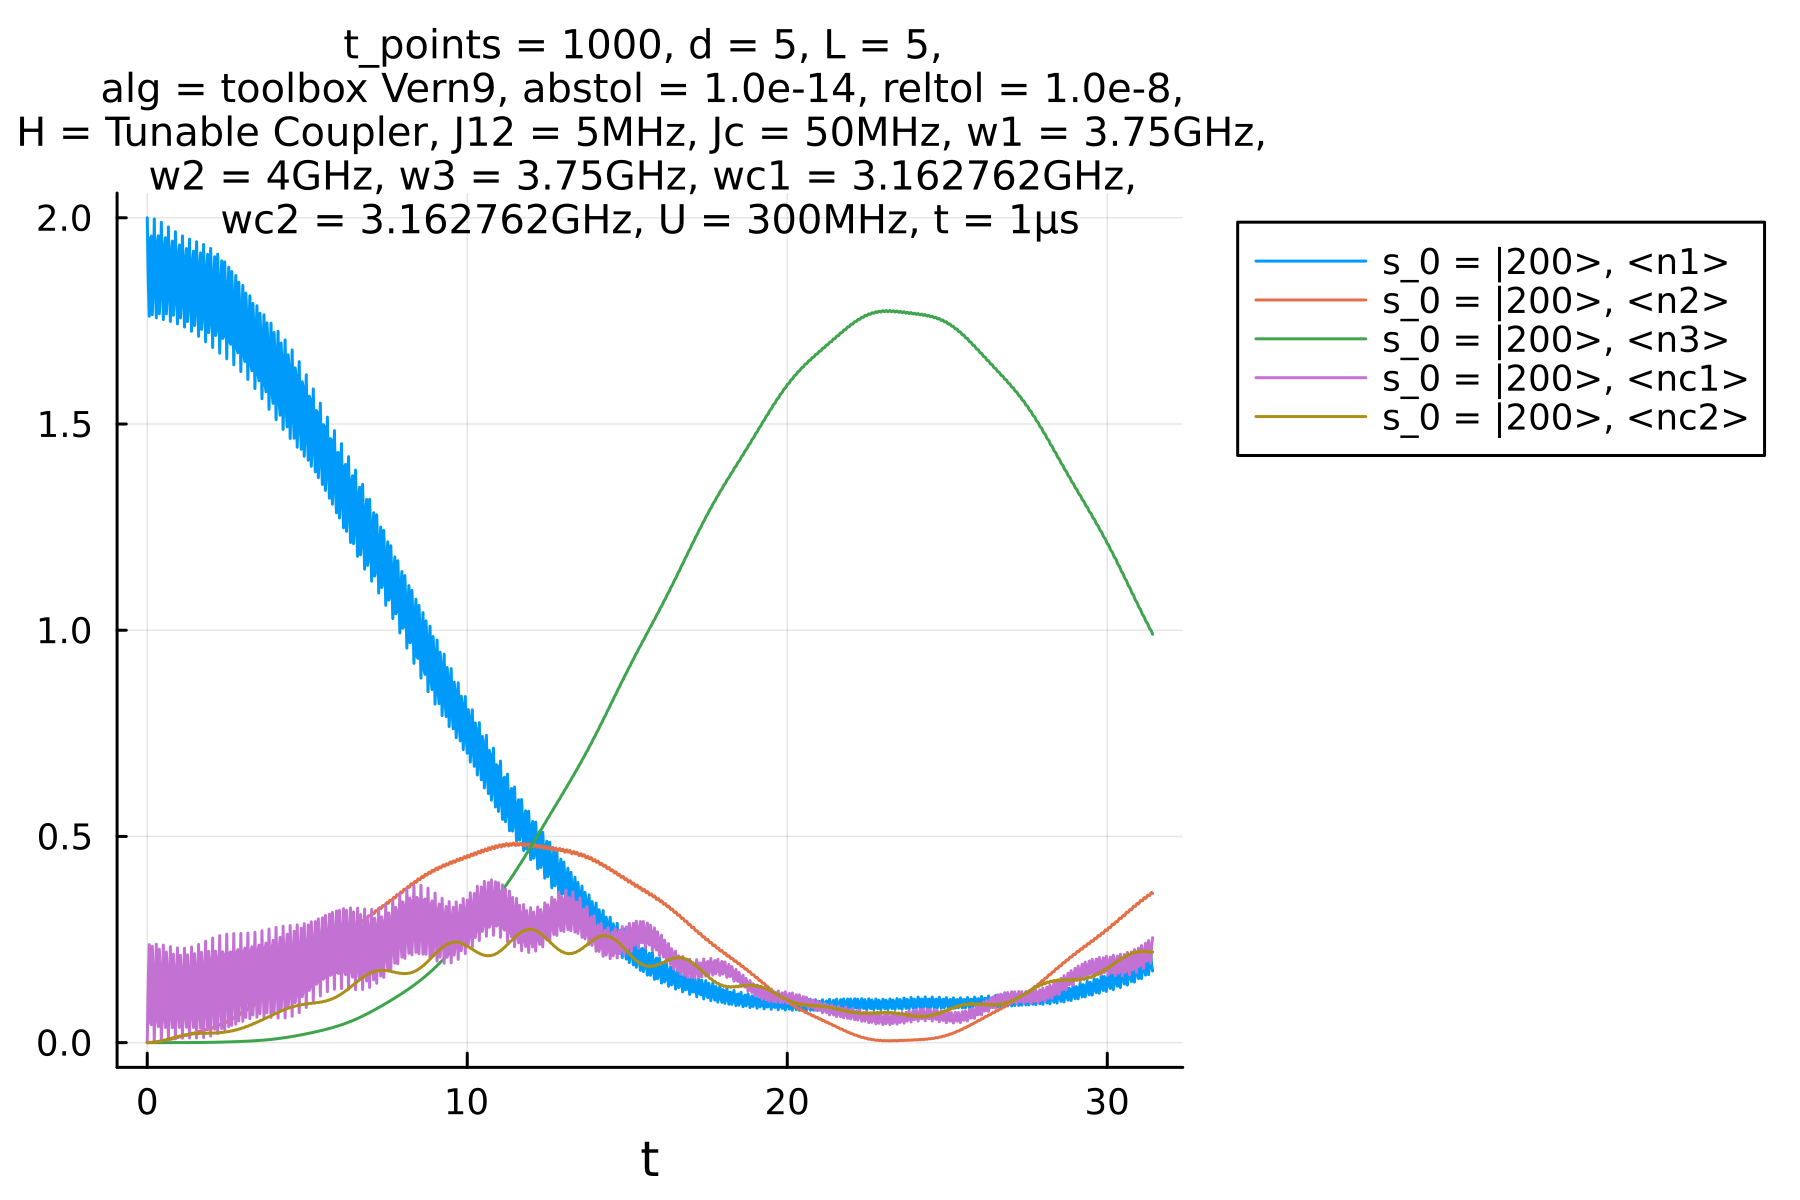 t_points = 1000, d = 5, L = 5,
alg = toolbox Vern9, abstol = 1.0e-14, reltol = 1.0e-8,
H = Tunable Coupler, J12 = 5MHz, Jc = 50MHz, w1 = 3.75GHz,
w2 = 4GHz, w3 = 3.75GHz, wc1 = 3.162762GHz,
wc2 = 3.162762GHz, U = 300MHz, t = 1μs
2.0
1.5
1.0
0.5
0.0
0
10
20
30
t
s_0 = |200>, <n1>
s_0 = |200>, <n2>
s_0 = |200>, <n3>
s_0 = |200>, <nc1>
s_0 = |200>, <nc2>